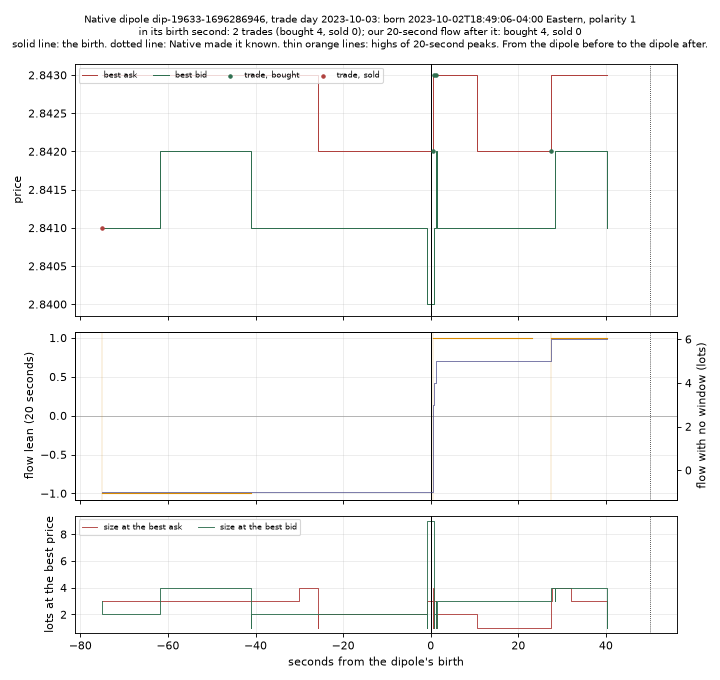 Native dipole dip-19633-1696286946, trade day 2023-10-03: born 2023-10-02T18:49:06-04:00 Eastern, polarity 1
in its birth second: 2 trades (bought 4, sold 0); our 20-second flow after it: bought 4, sold 0
solid line: the birth. dotted line: Native made it known. thin orange lines: highs of 20-second peaks. From the dipole before to the dipole after.
best ask
best bid
trade, bought
trade, sold
2.8430
2.8425
2.8420
2.8415
2.8410
2.8405
2.8400
price
1.0
0.5
0.0
−0.5
−1.0
flow lean (20 seconds)
6
4
2
0
flow with no window (lots)
size at the best ask
size at the best bid
8
6
4
2
lots at the best price
−80
−60
−40
−20
0
20
40
seconds from the dipole's birth